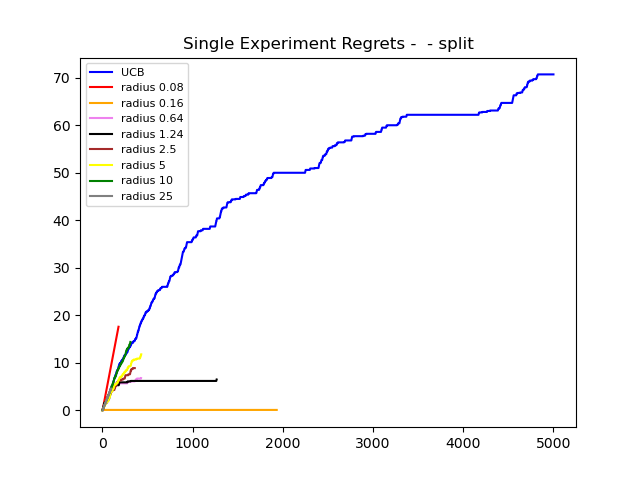 Single Experiment Regrets -  - split
UCB
radius 0.08
radius 0.16
radius 0.64
radius 1.24
radius 2.5
radius 5
radius 10
radius 25
70
60
50
40
30
20
10
0
0 1000 2000 3000 4000 5000